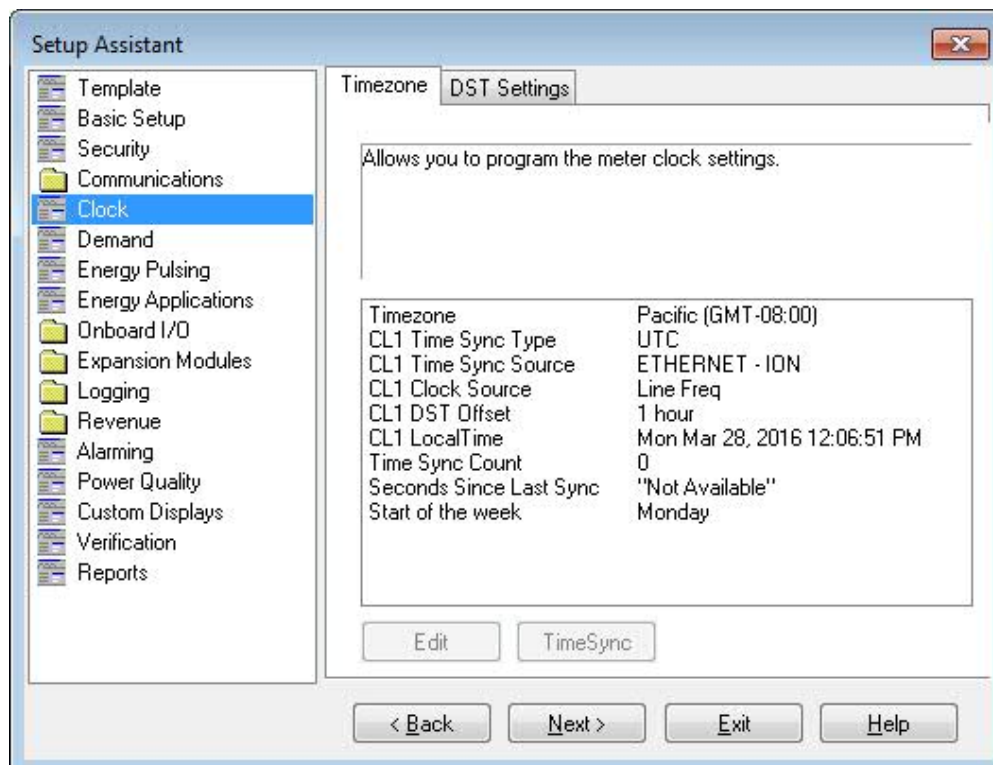 Setup Assistant
Template
Basic Setup
Security
Communications
Clock
Demand
Energy Pulsing
Energy Applications
Onboard I/O
Expansion Modules
Logging
Revenue
Alarming
Power Quality
Custom Displays
Verification
Reports
Timezone DST Settings
Allows you to program the meter clock settings.
Timezone Pacific (GMT-08:00)
CL1 Time Sync Type UTC
CL1 Time Sync Source ETHERNET - ION
CL1 Clock Source Line Freq
CL1 DST Offset 1 hour
CL1 LocalTime Mon Mar 28, 2016 12:06:51 PM
Time Sync Count 0
Seconds Since Last Sync "Not Available"
Start of the week Monday
Edit TimeSync
< Back Next > Exit Help